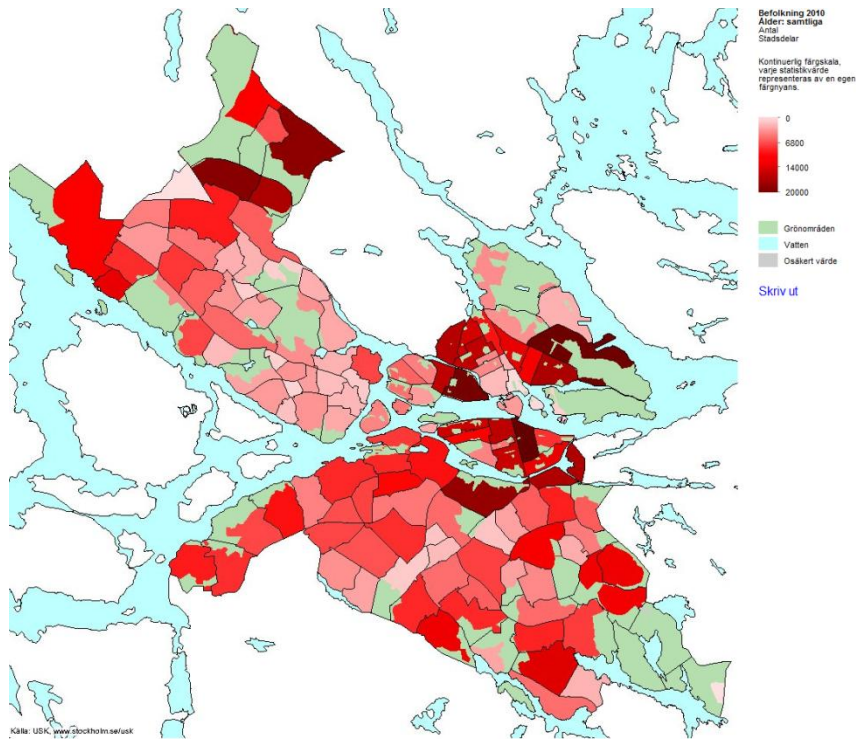 Befolkning 2010
Ålder: samtliga
Antal
Stadsdelar
Kontinuerlig färgskala,
varje statistikvärde
representeras av en egen
färgnyans.
0
6800
14000
20000
Grönområden
Vatten
Osäkert värde
Skriv ut
Källa: USK, www.stockholm.se/usk